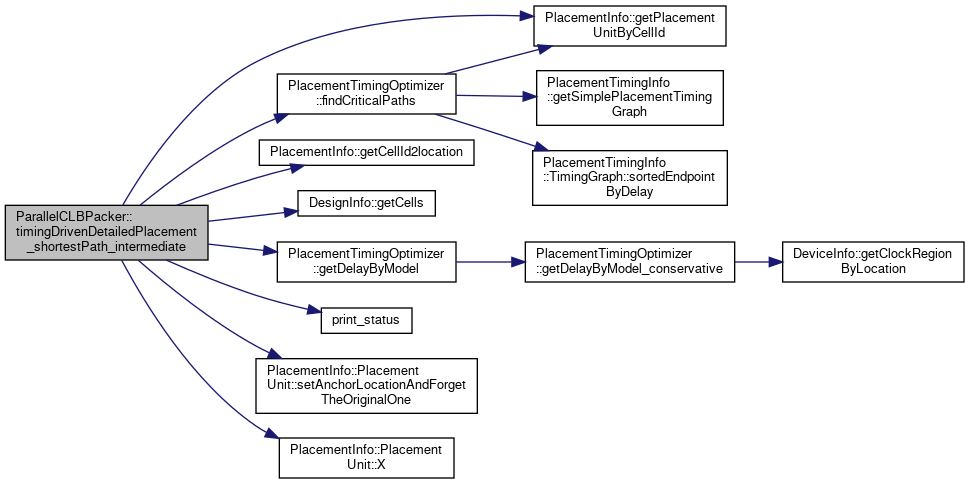 ParallelCLBPacker::
timingDrivenDetailedPlacement
_shortestPath_intermediate
PlacementInfo::getPlacement
UnitByCellId
PlacementTimingOptimizer
::findCriticalPaths
PlacementTimingInfo
::getSimplePlacementTiming
Graph
PlacementTimingInfo
::TimingGraph::sortedEndpoint
ByDelay
PlacementInfo::getCellId2location
DesignInfo::getCells
PlacementTimingOptimizer
::getDelayByModel
PlacementTimingOptimizer
::getDelayByModel_conservative
DeviceInfo::getClockRegion
ByLocation
print_status
PlacementInfo::Placement
Unit::setAnchorLocationAndForget
TheOriginalOne
PlacementInfo::Placement
Unit::X